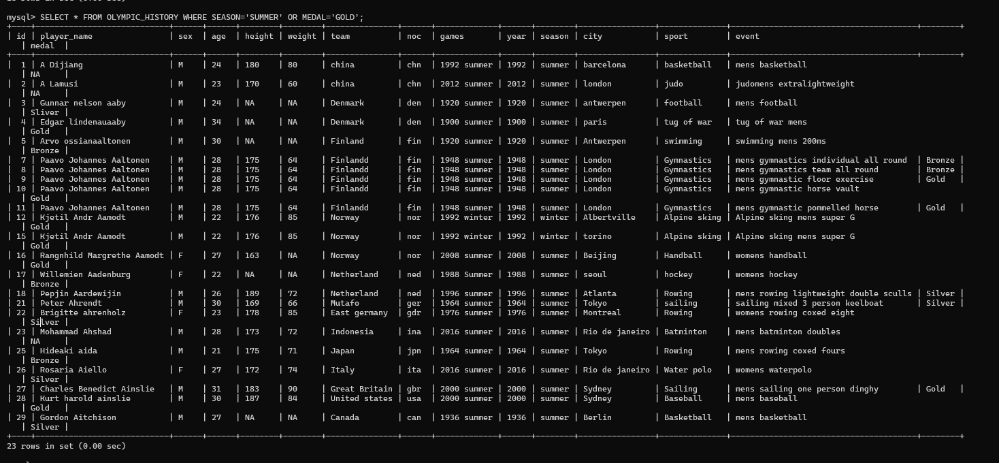 mysql> SELECT * FROM OLYMPIC_HISTORY WHERE SEASON='SUMMER' OR MEDAL='GOLD';
| id | player_name | sex | age | height | weight | team | noc | games | year | season | city | sport | event
| medal |
| 1 | A Dijiang | M | 24 | 180 | 80 | china | chn | 1992 summer | 1992 | summer | barcelona | basketball | mens basketball
| NA |
| 2 | A Lamusi | M | 23 | 170 | 60 | china | chn | 2012 summer | 2012 | summer | london | judo | judomens extralightweight
| NA |
| 3 | Gunnar nelson aaby | M | 24 | NA | NA | Denmark | den | 1920 summer | 1920 | summer | antwerpen | football | mens football
| Sliver |
| 4 | Edgar lindenauaaby | M | 34 | NA | NA | Denmark | den | 1900 summer | 1900 | summer | paris | tug of war | tug of war mens
| Gold |
| 5 | Arvo ossianaaltonen | M | 30 | NA | NA | Finland | fin | 1920 summer | 1920 | summer | Antwerpen | swimming | swimming mens 200ms
| Bronze |
| 7 | Paavo Johannes Aaltonen | M | 28 | 175 | 64 | Finlandd | fin | 1948 summer | 1948 | summer | London | Gymnastics | mens gymnastics individual all round | Bronze |
| 8 | Paavo Johannes Aaltonen | M | 28 | 175 | 64 | Finlandd | fin | 1948 summer | 1948 | summer | London | Gymnastics | mens gymnastics team all round | Bronze |
| 9 | Paavo Johannes Aaltonen | M | 28 | 175 | 64 | Finlandd | fin | 1948 summer | 1948 | summer | London | Gymnastics | mens gymnastic floor exercise | Gold |
| 10 | Paavo Johannes Aaltonen | M | 28 | 175 | 64 | Finlandd | fin | 1948 summer | 1948 | summer | London | Gymnastics | mens gymnastic horse vault
| Gold |
| 11 | Paavo Johannes Aaltonen | M | 28 | 175 | 64 | Finlandd | fin | 1948 summer | 1948 | summer | London | Gymnastics | mens gymnastic pommelled horse | Gold |
| 12 | Kjetil Andr Aamodt | M | 22 | 176 | 85 | Norway | nor | 1992 winter | 1992 | winter | Albertville | Alpine sking | Alpine sking mens super G
| Gold |
| 15 | Kjetil Andr Aamodt | M | 22 | 176 | 85 | Norway | nor | 1992 winter | 1992 | winter | torino | Alpine sking | Alpine sking mens super G
| Gold |
| 16 | Rangnhild Margrethe Aamodt | F | 27 | 163 | NA | Norway | nor | 2008 summer | 2008 | summer | Beijing | Handball | womens handball
| Gold |
| 17 | Willemien Aadenburg | F | 22 | NA | NA | Netherland | ned | 1988 Summer | 1988 | summer | seoul | hockey | womens hockey
| Bronze |
| 18 | Pepjin Aardewijin | M | 26 | 189 | 72 | Netherland | ned | 1996 summer | 1996 | summer | Atlanta | Rowing | mens rowing lightweight double sculls | Silver |
| 21 | Peter Ahrendt | M | 30 | 169 | 66 | Mutafo | ger | 1964 summer | 1964 | summer | Tokyo | sailing | sailing mixed 3 person keelboat | Silver |
| 22 | Brigitte ahrenholz | F | 23 | 178 | 85 | East germany | gdr | 1976 summer | 1976 | summer | Montreal | Rowing | womens rowing coxed eight
| Silver |
| 23 | Mohammad Ahshad | M | 28 | 173 | 72 | Indonesia | ina | 2016 summer | 2016 | summer | Rio de janeiro | Batminton | mens batminton doubles
| NA |
| 25 | Hideaki aida | M | 21 | 175 | 71 | Japan | jpn | 1964 summer | 1964 | summer | Tokyo | Rowing | mens rowing coxed fours
| Bronze |
| 26 | Rosaria Aiello | F | 27 | 172 | 74 | Italy | ita | 2016 summer | 2016 | summer | Rio de janeiro | Water polo | womens waterpolo
| Silver |
| 27 | Charles Benedict Ainslie | M | 31 | 183 | 90 | Great Britain | gbr | 2000 summer | 2000 | summer | Sydney | Sailing | mens sailing one person dinghy | Gold |
| 28 | Kurt harold ainslie | M | 30 | 187 | 84 | United states | usa | 2000 summer | 2000 | summer | Sydney | Baseball | mens baseball
| Gold |
| 29 | Gordon Aitchison | M | 27 | NA | NA | Canada | can | 1936 summer | 1936 | summer | Berlin | Basketball | mens basketball
| Silver |
23 rows in set (0.00 sec)